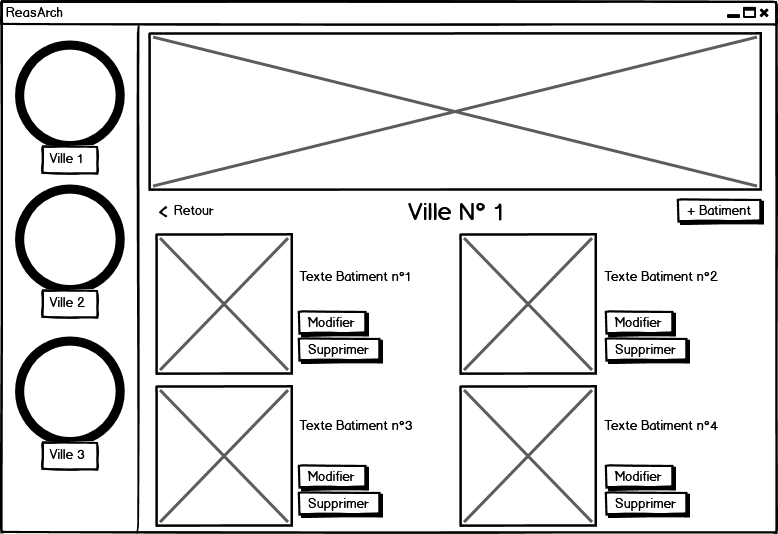 ReasArch
Ville 1
Ville 2
Ville 3
< Retour
Ville N° 1
+ Batiment
Texte Batiment n°1
Modifier
Supprimer
Texte Batiment n°2
Modifier
Supprimer
Texte Batiment n°3
Modifier
Supprimer
Texte Batiment n°4
Modifier
Supprimer